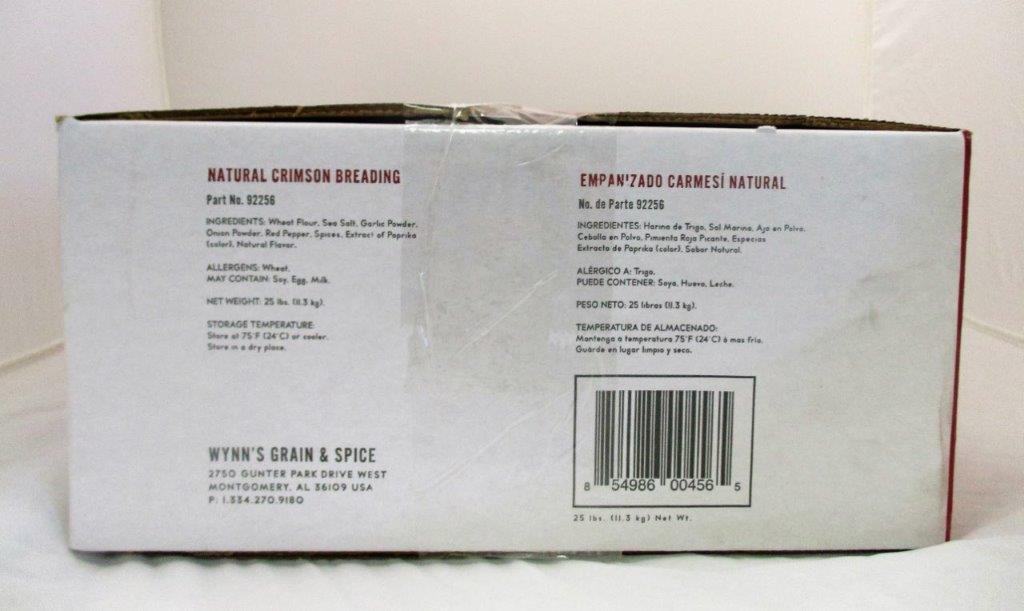 NATURAL CRIMSON BREADING
Part No. 92256
INGREDIENTS: Wheat Flour, Sea Salt, Garlic Powder,
Onion Powder, Red Pepper, Spices, Extract of Paprika
(color), Natural Flavor.
ALLERGENS: Wheat.
MAY CONTAIN: Soy, Egg, Milk.
NET WEIGHT: 25 lbs. (11.3 kg).
STORAGE TEMPERATURE:
Store at 75°F (24°C) or cooler.
Store in a dry place.
WYNN'S GRAIN & SPICE
2750 GUNTER PARK DRIVE WEST
MONTGOMERY, AL 36109 USA
P: 1.334.270.9180
EMPANIZADO CARMESÍ NATURAL
No. de Parte 92256
INGREDIENTES: Harina de Trigo, Sal Marina, Ajo en Polvo,
Cebolla en Polvo, Pimienta Roja Picante, Especias
Extracto de Paprika (color), Sabor Natural.
ALÉRGICO A: Trigo.
PUEDE CONTENER: Soya, Huevo, Leche.
PESO NETO: 25 libras (11.3 kg).
TEMPERATURA DE ALMACENADO:
Mantenga a temperatura 75°F (24°C) ó mas fria.
Guárde en lugar limpio y seco.
8 54986 00456 5
25 lbs. (11.3 kg) Net Wt.